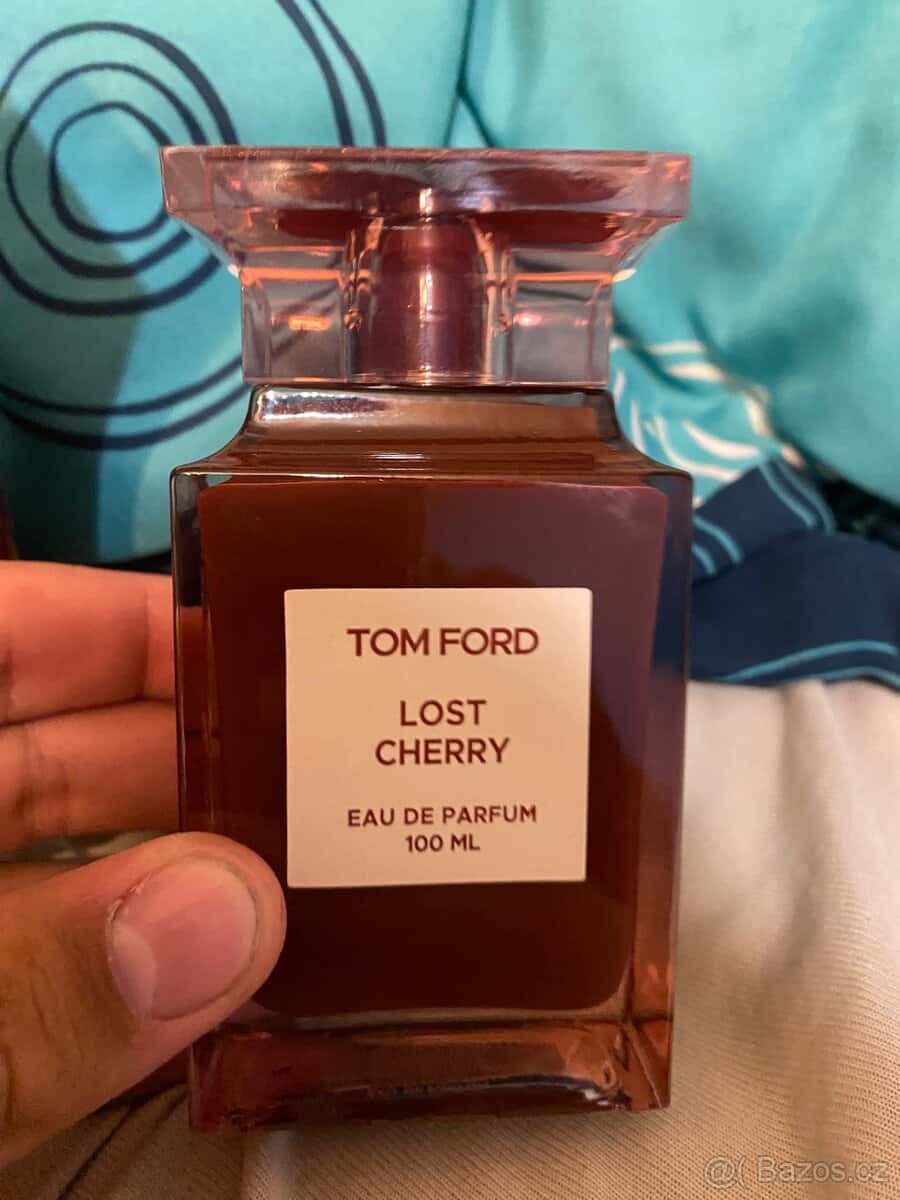 TOM FORD
LOST
CHERRY
EAU DE PARFUM
100 ML
@( Bazos.cz